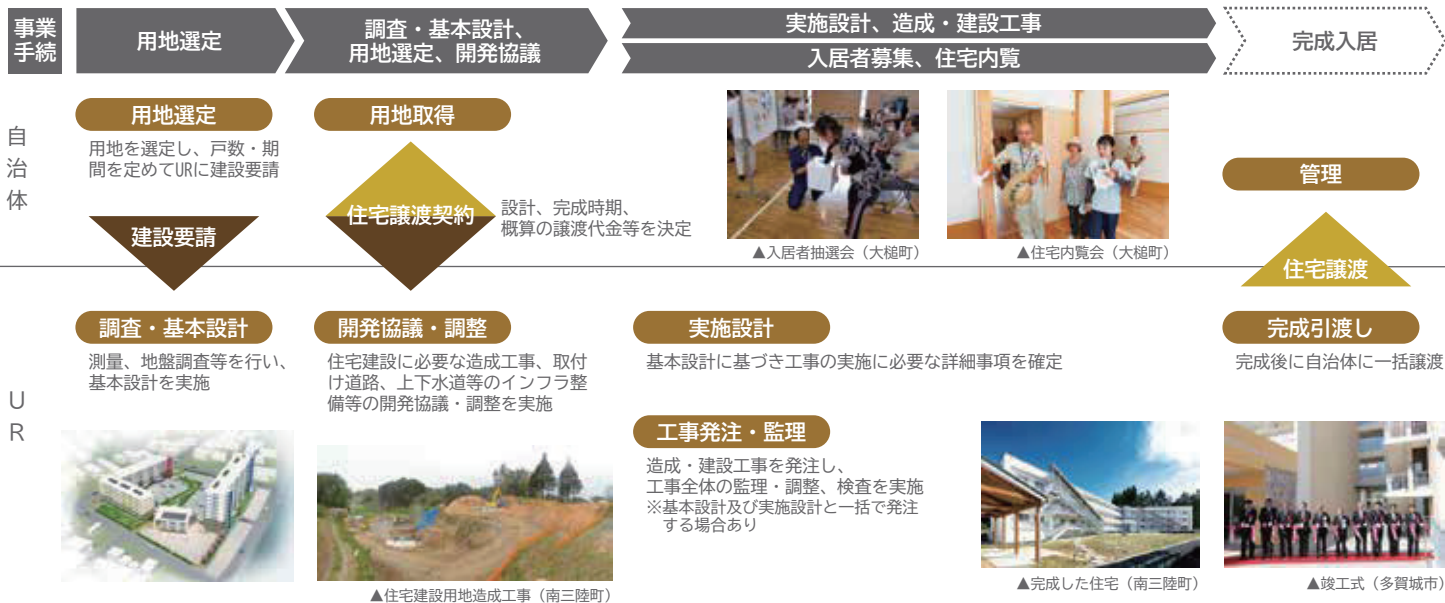 事業
手続
用地選定
調査・基本設計、
用地選定、開発協議
実施設計、造成・建設工事
入居者募集、住宅内覧
完成入居
自
治
体
用地選定
用地を選定し、戸数・期
間を定めてURに建設要請
建設要請
用地取得
住宅譲渡契約
設計、完成時期、
概算の譲渡代金等を決定
▲入居者抽選会（大槌町）
▲住宅内覧会（大槌町）
管理
住宅譲渡
U
R
調査・基本設計
測量、地盤調査等を行い、
基本設計を実施
開発協議・調整
住宅建設に必要な造成工事、取付
け道路、上下水道等のインフラ整
備等の開発協議・調整を実施
▲住宅建設用地造成工事（南三陸町）
実施設計
基本設計に基づき工事の実施に必要な詳細事項を確定
工事発注・監理
造成・建設工事を発注し、
工事全体の監理・調整、検査を実施
※基本設計及び実施設計と一括で発注
する場合あり
▲完成した住宅（南三陸町）
完成引渡し
完成後に自治体に一括譲渡
▲竣工式（多賀城市）